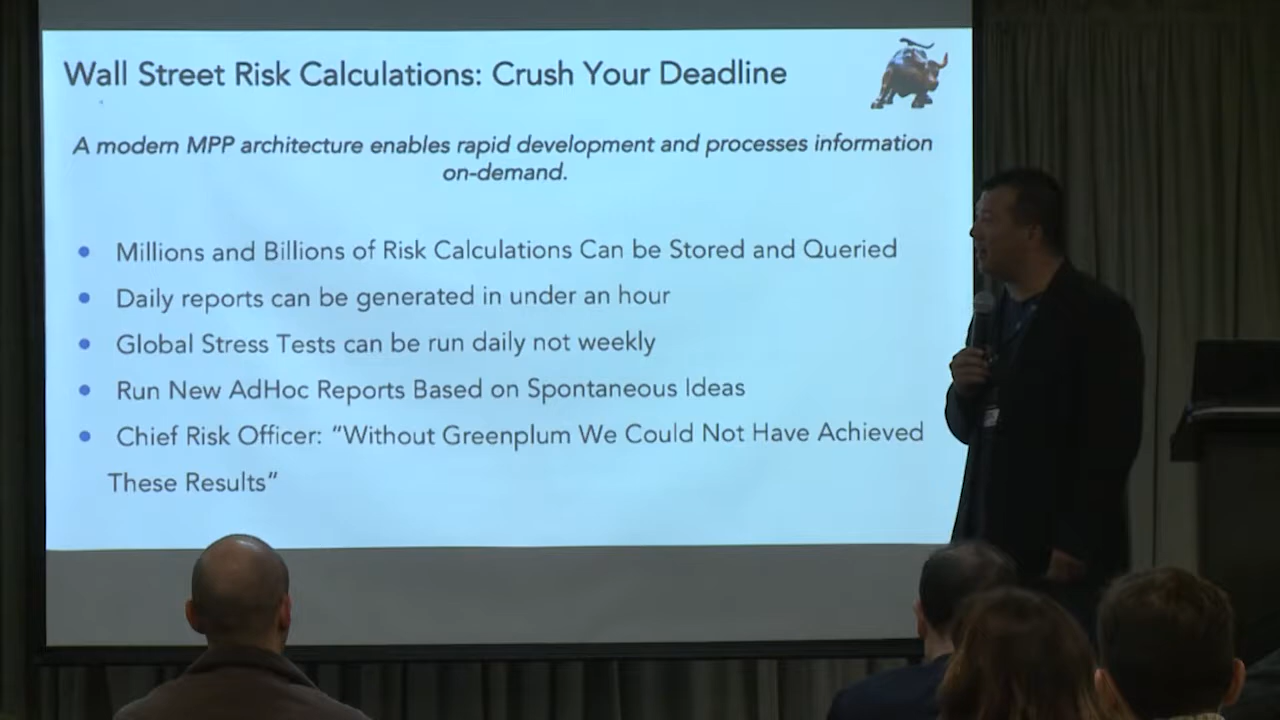 Wall Street Risk Calculations: Crush Your Deadline
A modern MPP architecture enables rapid development and processes information
on-demand.
• Millions and Billions of Risk Calculations Can be Stored and Queried
• Daily reports can be generated in under an hour
• Global Stress Tests can be run daily not weekly
• Run New AdHoc Reports Based on Spontaneous Ideas
• Chief Risk Officer: “Without Greenplum We Could Not Have Achieved
These Results”